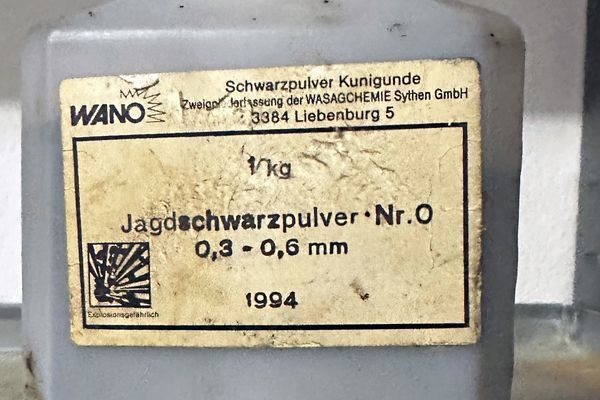 WANO
Schwarzpulver Kunigunde
Zweigniederlassung der WASAGCHEMIE Sythen GmbH
3384 Liebenburg 5
1 kg
Jagdschwarzpulver · Nr. 0
0,3 - 0,6 mm
Explosionsgefährlich
1994